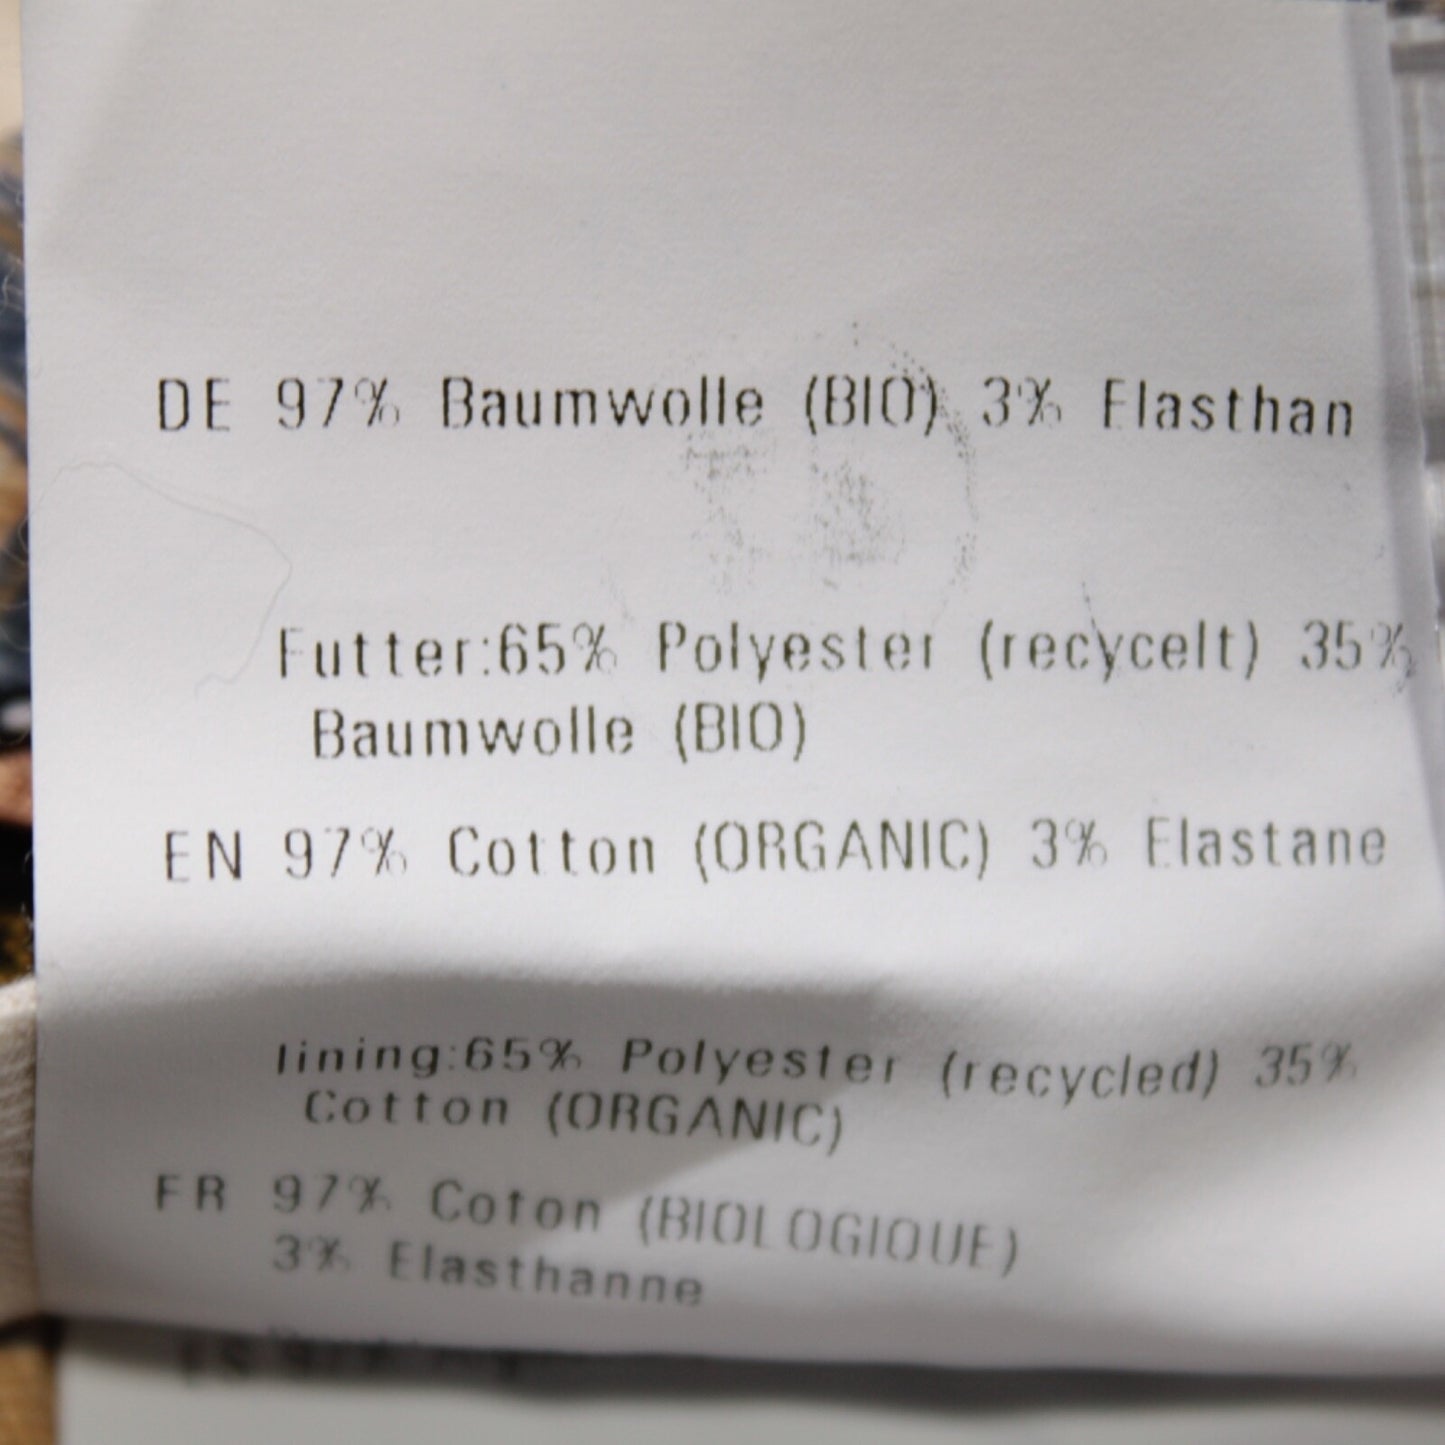 DE 97% Baumwolle (BIO) 3% Elasthan
Futter:65% Polyester (recycelt) 35%
Baumwolle (BIO)
EN 97% Cotton (ORGANIC) 3% Elastane
lining:65% Polyester (recycled) 35%
Cotton (ORGANIC)
FR 97% Coton (BIOLOGIQUE)
3% Elasthanne